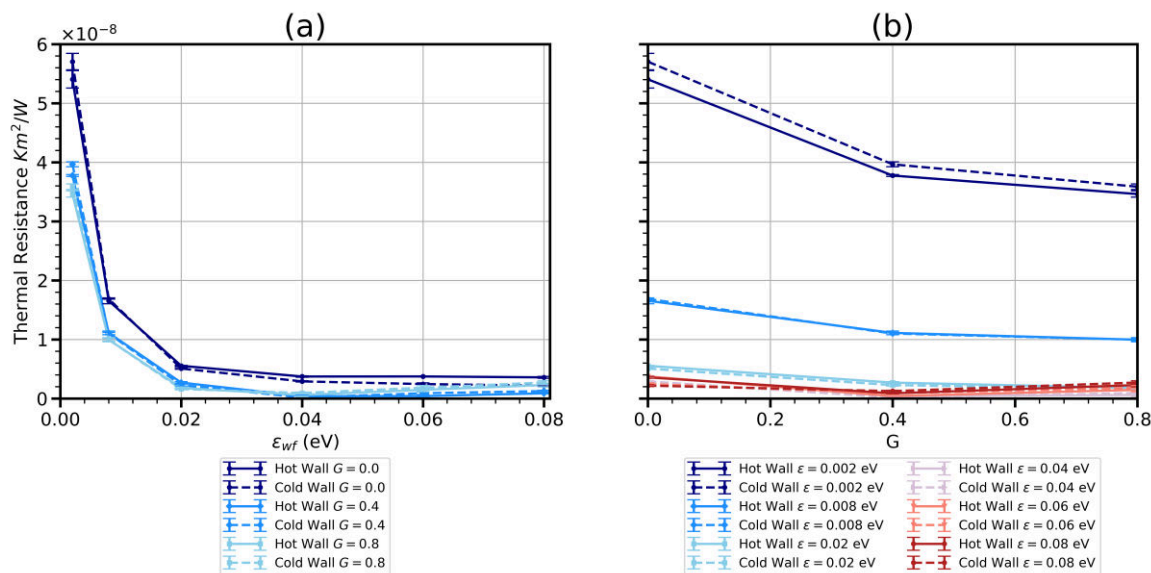 (a)
(b)
×10⁻⁸
6
4
3
2
1
0
Thermal Resistance Km²/W
0.00 0.02 0.04 0.06 0.08
ε_wf (eV)
0.0 0.2 0.4 0.6 0.8
G
Hot Wall G = 0.0
Cold Wall G = 0.0
Hot Wall G = 0.4
Cold Wall G = 0.4
Hot Wall G = 0.8
Cold Wall G = 0.8
Hot Wall ε = 0.002 eV
Cold Wall ε = 0.002 eV
Hot Wall ε = 0.008 eV
Cold Wall ε = 0.008 eV
Hot Wall ε = 0.02 eV
Cold Wall ε = 0.02 eV
Hot Wall ε = 0.04 eV
Cold Wall ε = 0.04 eV
Hot Wall ε = 0.06 eV
Cold Wall ε = 0.06 eV
Hot Wall ε = 0.08 eV
Cold Wall ε = 0.08 eV